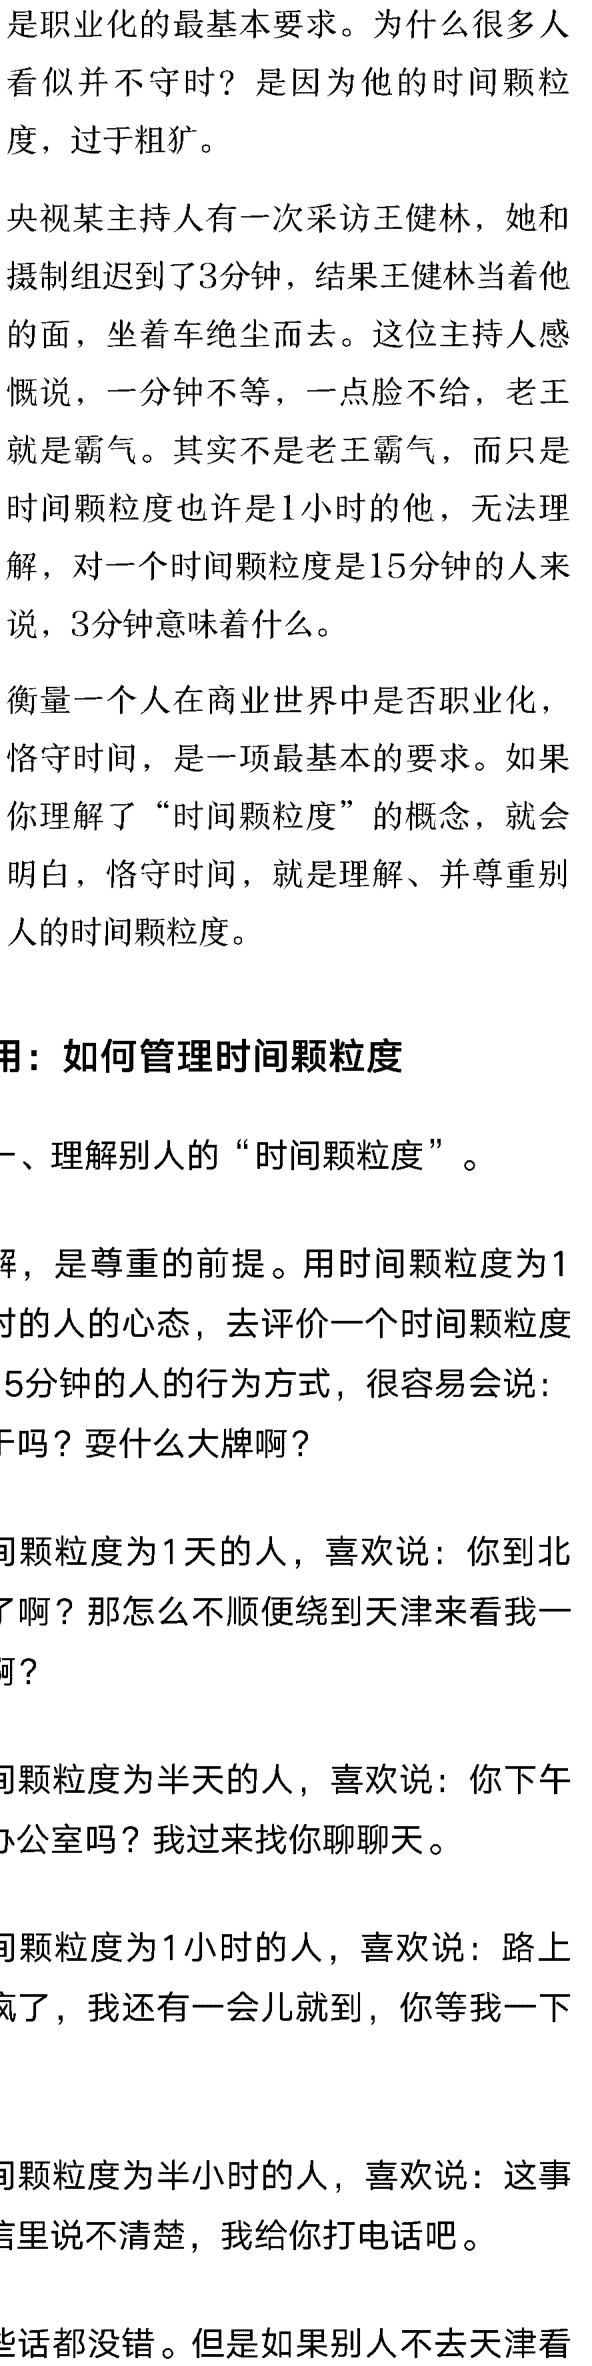 是职业化的最基本要求。为什么很多人
看似并不守时？是因为他的时间颗粒
度，过于粗犷。
央视某主持人有一次采访王健林，她和
摄制组迟到了3分钟，结果王健林当着他
的面，坐着车绝尘而去。这位主持人感
慨说，一分钟不等，一点脸不给，老王
就是霸气。其实不是老王霸气，而只是
时间颗粒度也许是1小时的他，无法理
解，对一个时间颗粒度是15分钟的人来
说，3分钟意味着什么。
衡量一个人在商业世界中是否职业化，
恪守时间，是一项最基本的要求。如果
你理解了“时间颗粒度”的概念，就会
明白，恪守时间，就是理解、并尊重别
人的时间颗粒度。
用：如何管理时间颗粒度
一、理解别人的“时间颗粒度”。
解，是尊重的前提。用时间颗粒度为1
时的人的心态，去评价一个时间颗粒度
15分钟的人的行为方式，很容易会说：
于吗？耍什么大牌啊？
间颗粒度为1天的人，喜欢说：你到北
了啊？那怎么不顺便绕到天津来看我一
啊？
间颗粒度为半天的人，喜欢说：你下午
办公室吗？我过来找你聊聊天。
间颗粒度为1小时的人，喜欢说：路上
疯了，我还有一会儿就到，你等我一下
间颗粒度为半小时的人，喜欢说：这事
信里说不清楚，我给你打电话吧。
些话都没错。但是如果别人不去天津看